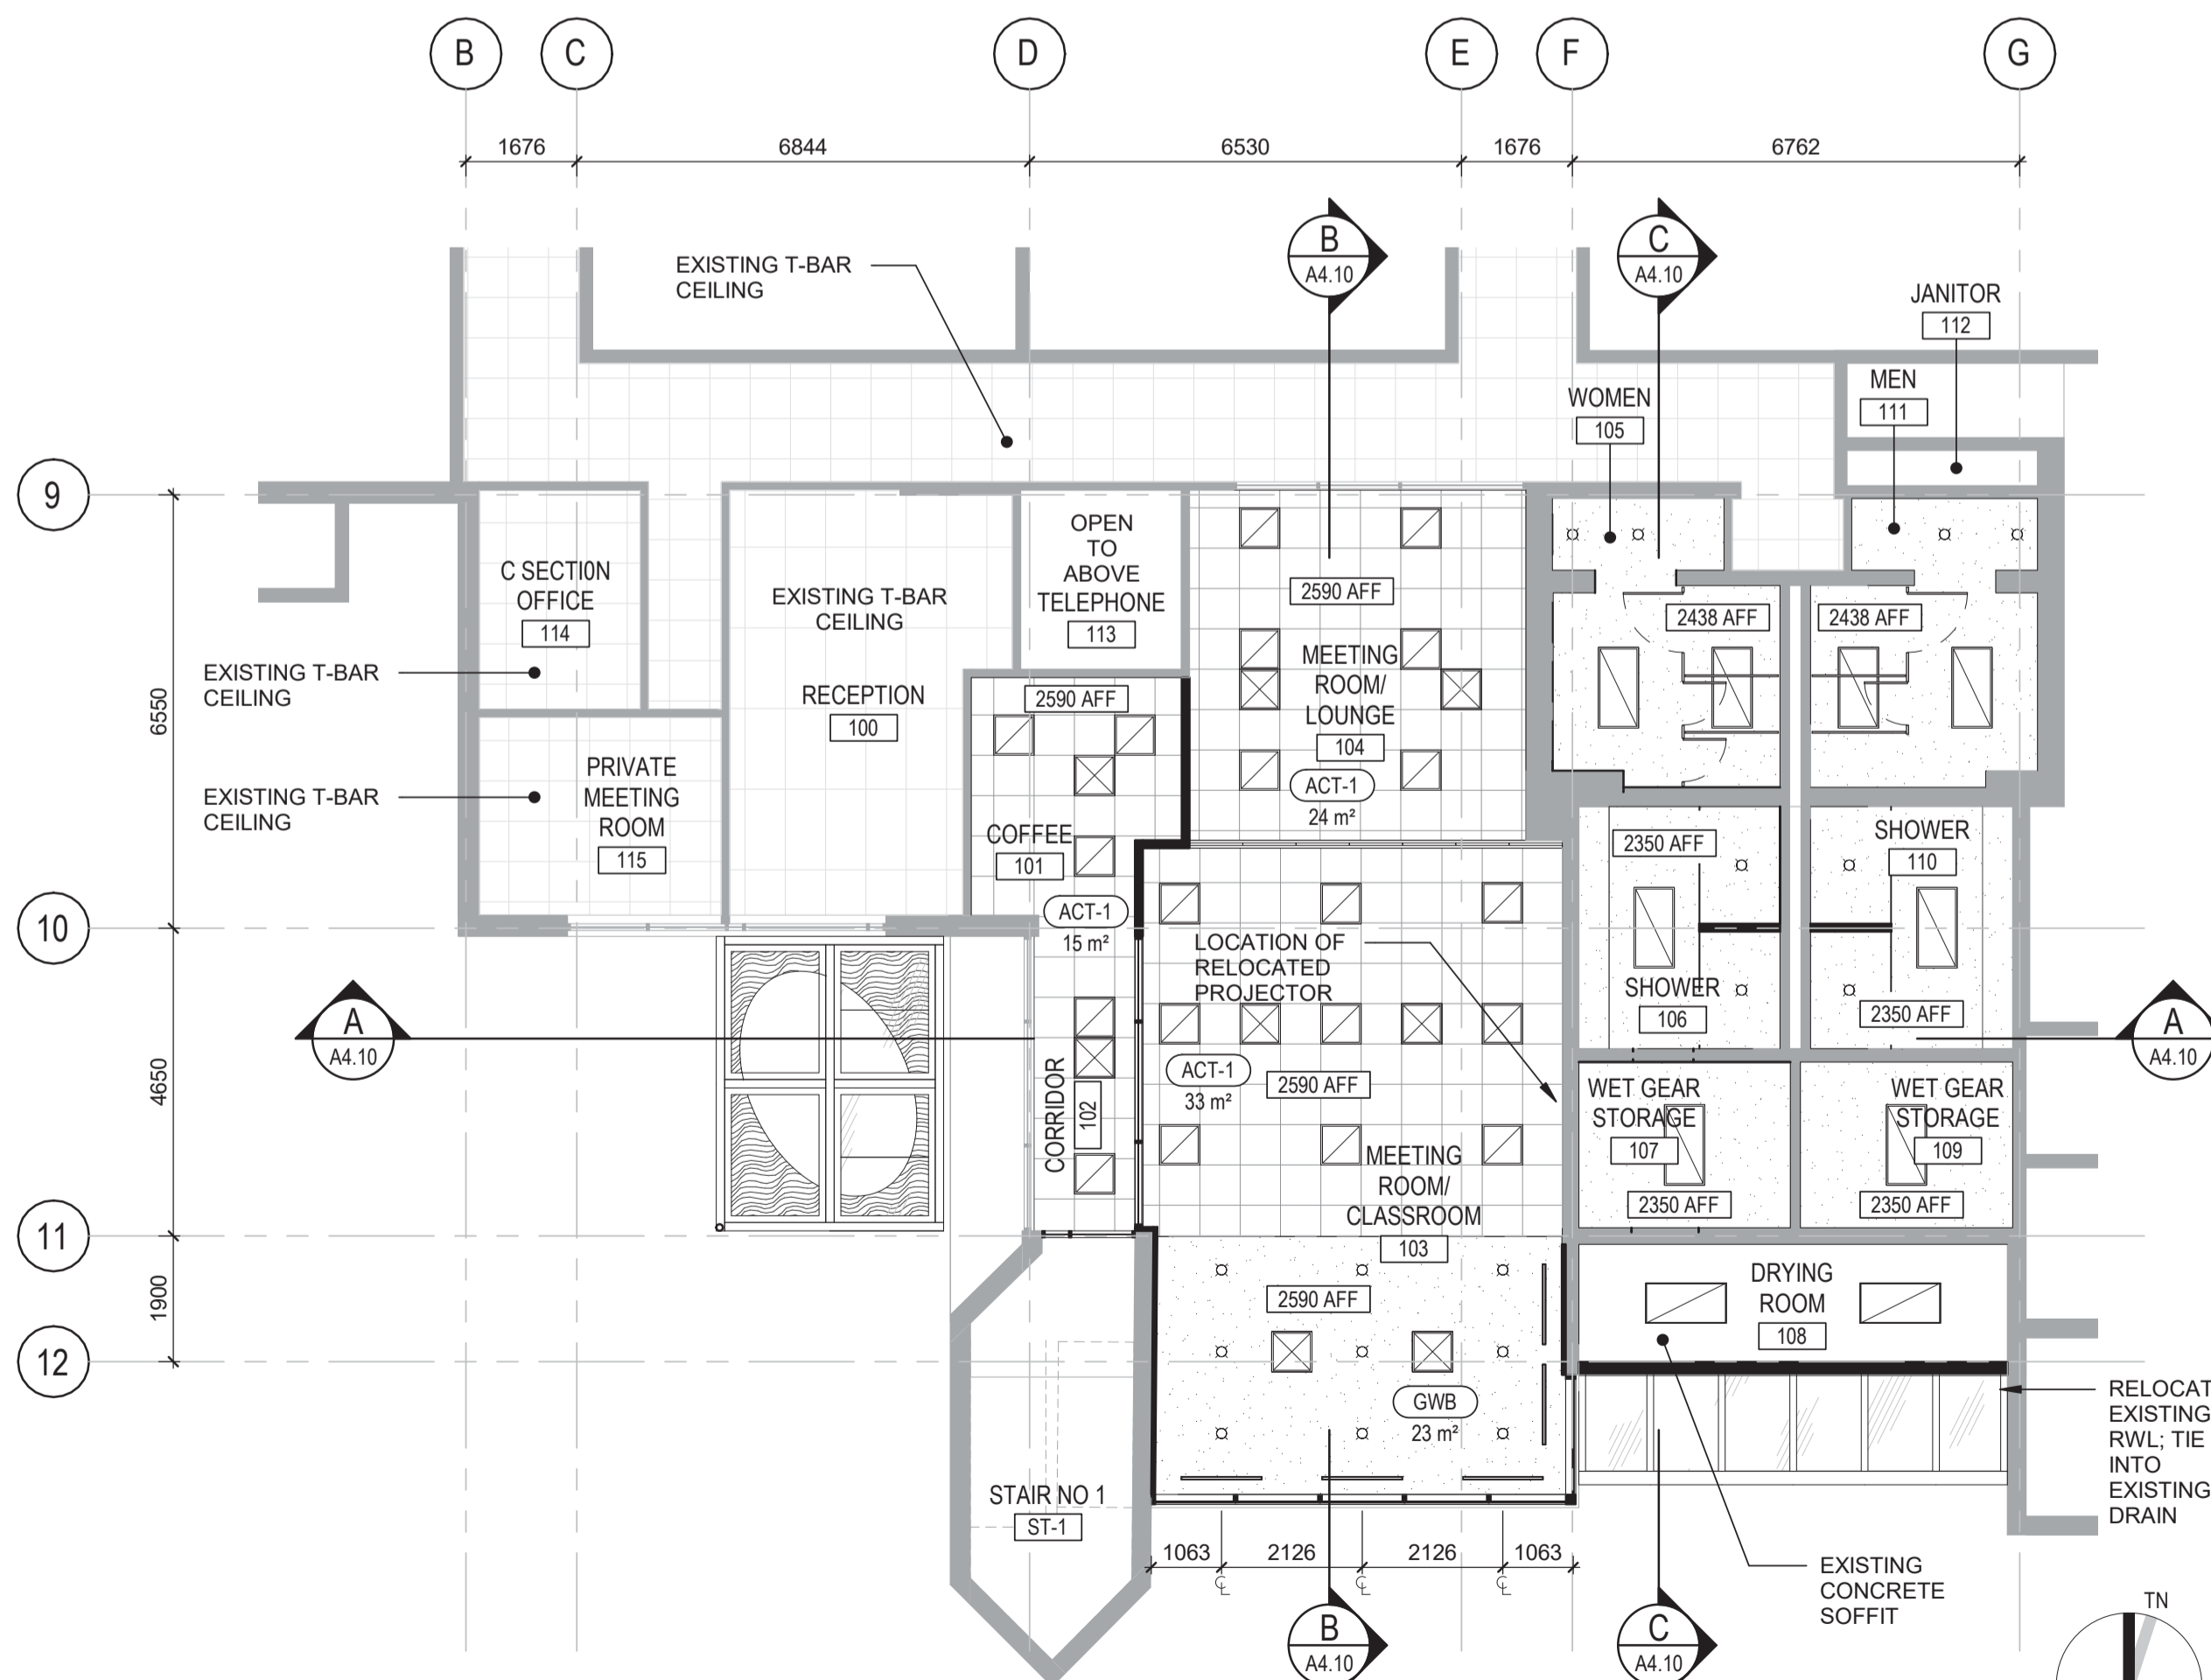 B
C
D
E
F
G
1676
6844
6530
1676
6762
B
A4.10
C
A4.10
EXISTING T-BAR
CEILING
JANITOR
112
MEN
111
WOMEN
105
9
OPEN
TO
ABOVE
TELEPHONE
113
C SECTI0N
OFFICE
114
EXISTING T-BAR
CEILING
2590 AFF
2438 AFF
2438 AFF
EXISTING T-BAR
CEILING
RECEPTION
100
2590 AFF
MEETING
ROOM/
LOUNGE
104
ACT-1
24 m²
6550
PRIVATE
MEETING
ROOM
115
EXISTING T-BAR
CEILING
COFFEE
101
ACT-1
15 m²
2350 AFF
SHOWER
110
10
LOCATION OF
RELOCATED
PROJECTOR
SHOWER
106
2350 AFF
A
A4.10
A
A4.10
4650
CORRIDOR
102
ACT-1
33 m²
2590 AFF
WET GEAR
STORAGE
107
2350 AFF
WET GEAR
STORAGE
109
2350 AFF
MEETING
ROOM/
CLASSROOM
103
11
1900
2590 AFF
DRYING
ROOM
108
12
GWB
23 m²
RELOCAT
EXISTING
RWL; TIE
INTO
EXISTING
DRAIN
STAIR NO 1
ST-1
1063
2126
2126
1063
℄
℄
℄
EXISTING
CONCRETE
SOFFIT
B
A4.10
C
A4.10
TN